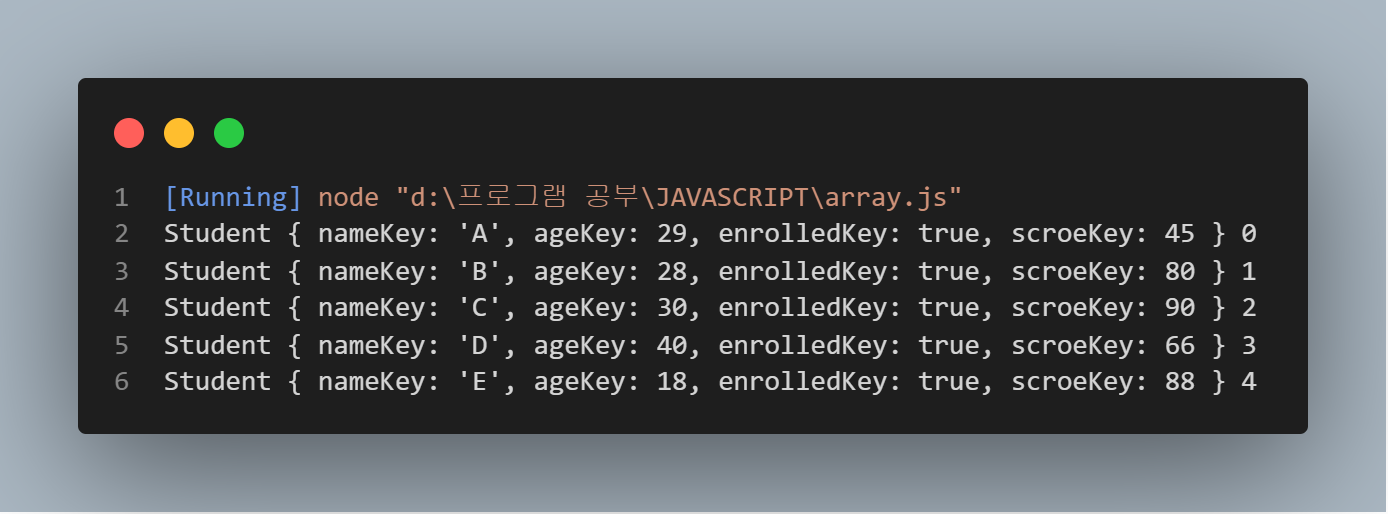 1 [Running] node "d:\프로그램 공부\JAVASCRIPT\array.js"
2 Student { nameKey: 'A', ageKey: 29, enrolledKey: true, scroeKey: 45 } 0
3 Student { nameKey: 'B', ageKey: 28, enrolledKey: true, scroeKey: 80 } 1
4 Student { nameKey: 'C', ageKey: 30, enrolledKey: true, scroeKey: 90 } 2
5 Student { nameKey: 'D', ageKey: 40, enrolledKey: true, scroeKey: 66 } 3
6 Student { nameKey: 'E', ageKey: 18, enrolledKey: true, scroeKey: 88 } 4